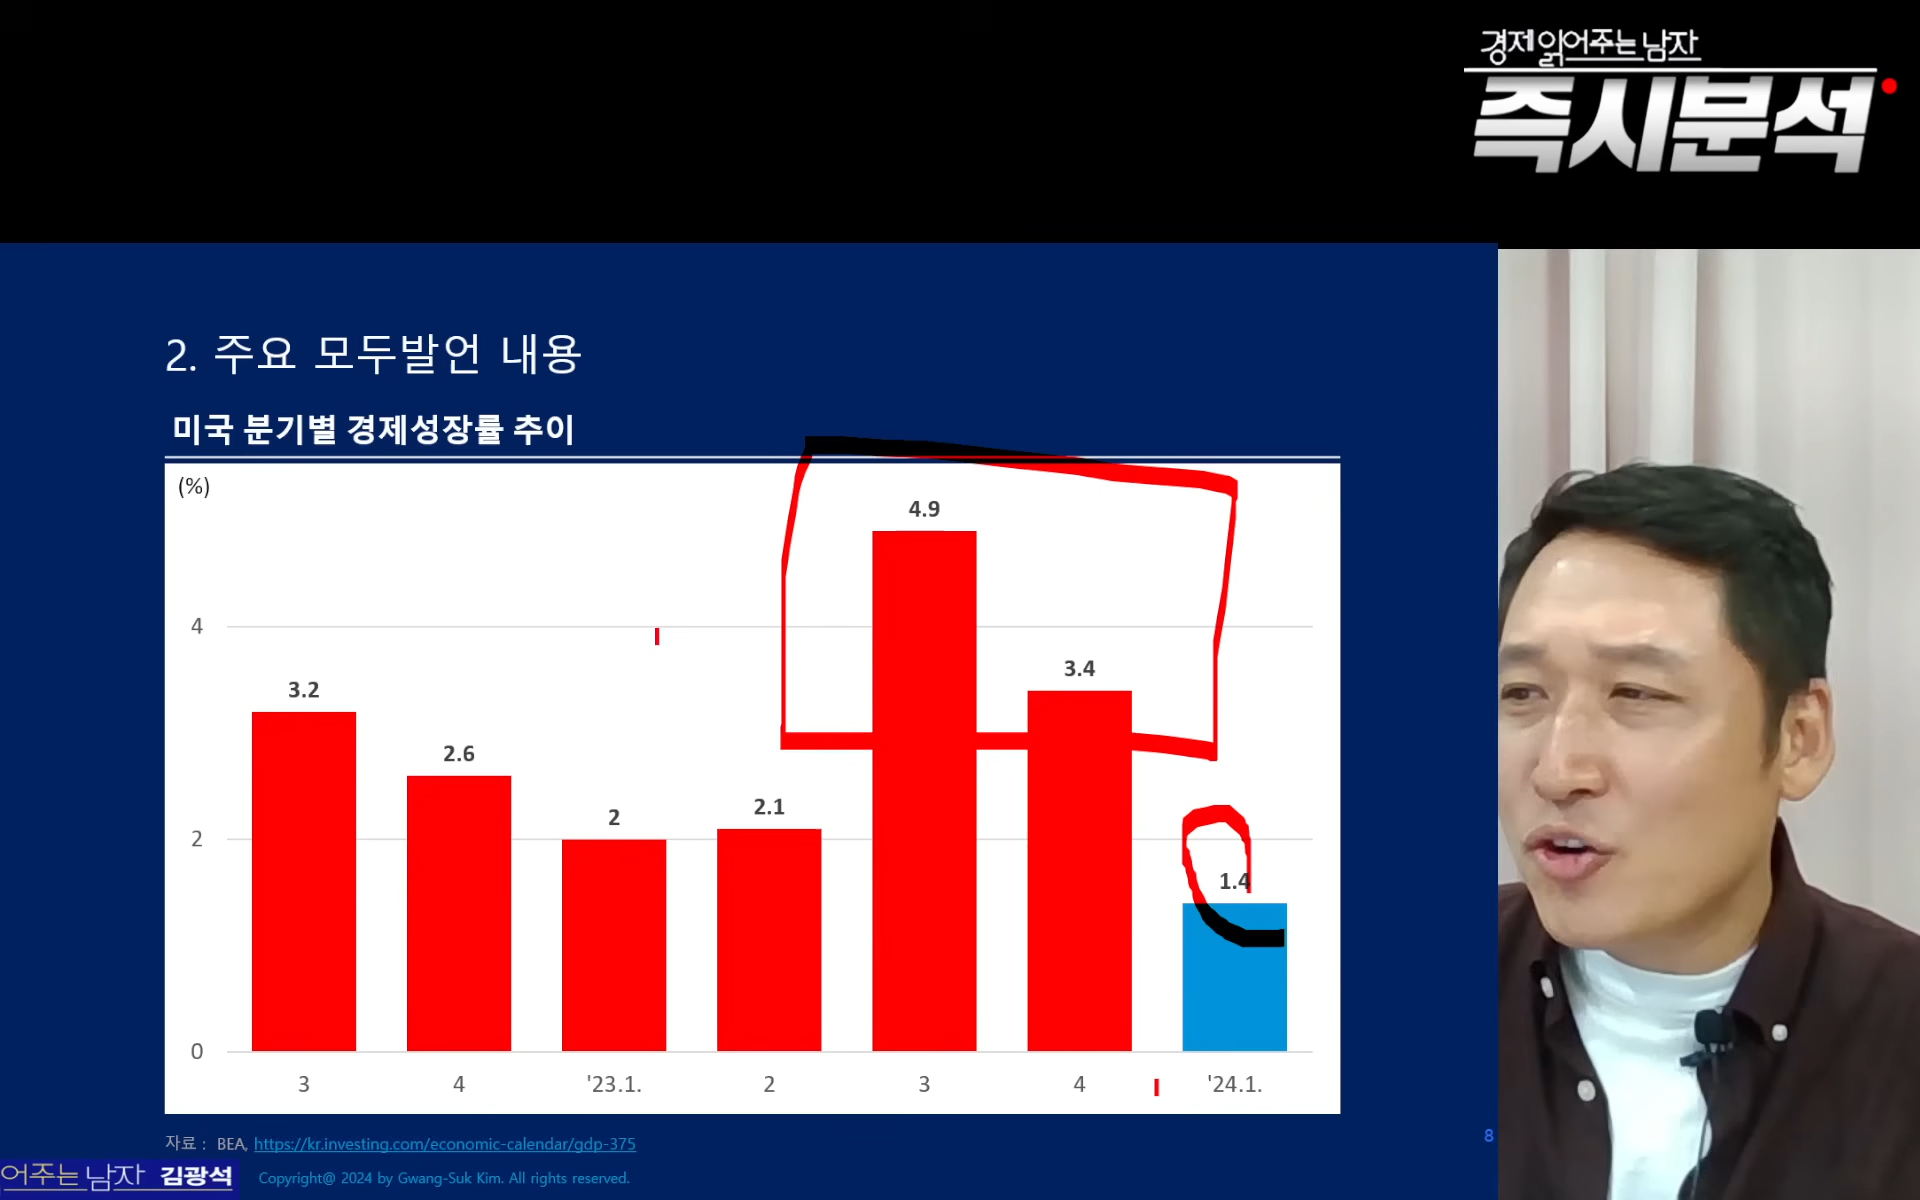 경제 읽어주는 남자
즉시분석
2. 주요 모두발언 내용
미국 분기별 경제성장률 추이
(%)
4.9
4
3.4
3.2
2.6
2.1
2
2
1.4
0
3 4 '23.1. 2 3 4 '24.1.
자료 : BEA, https://kr.investing.com/economic-calendar/gdp-375
8
어주는 남자 김광석
Copyright@ 2024 by Gwang-Suk Kim. All rights reserved.